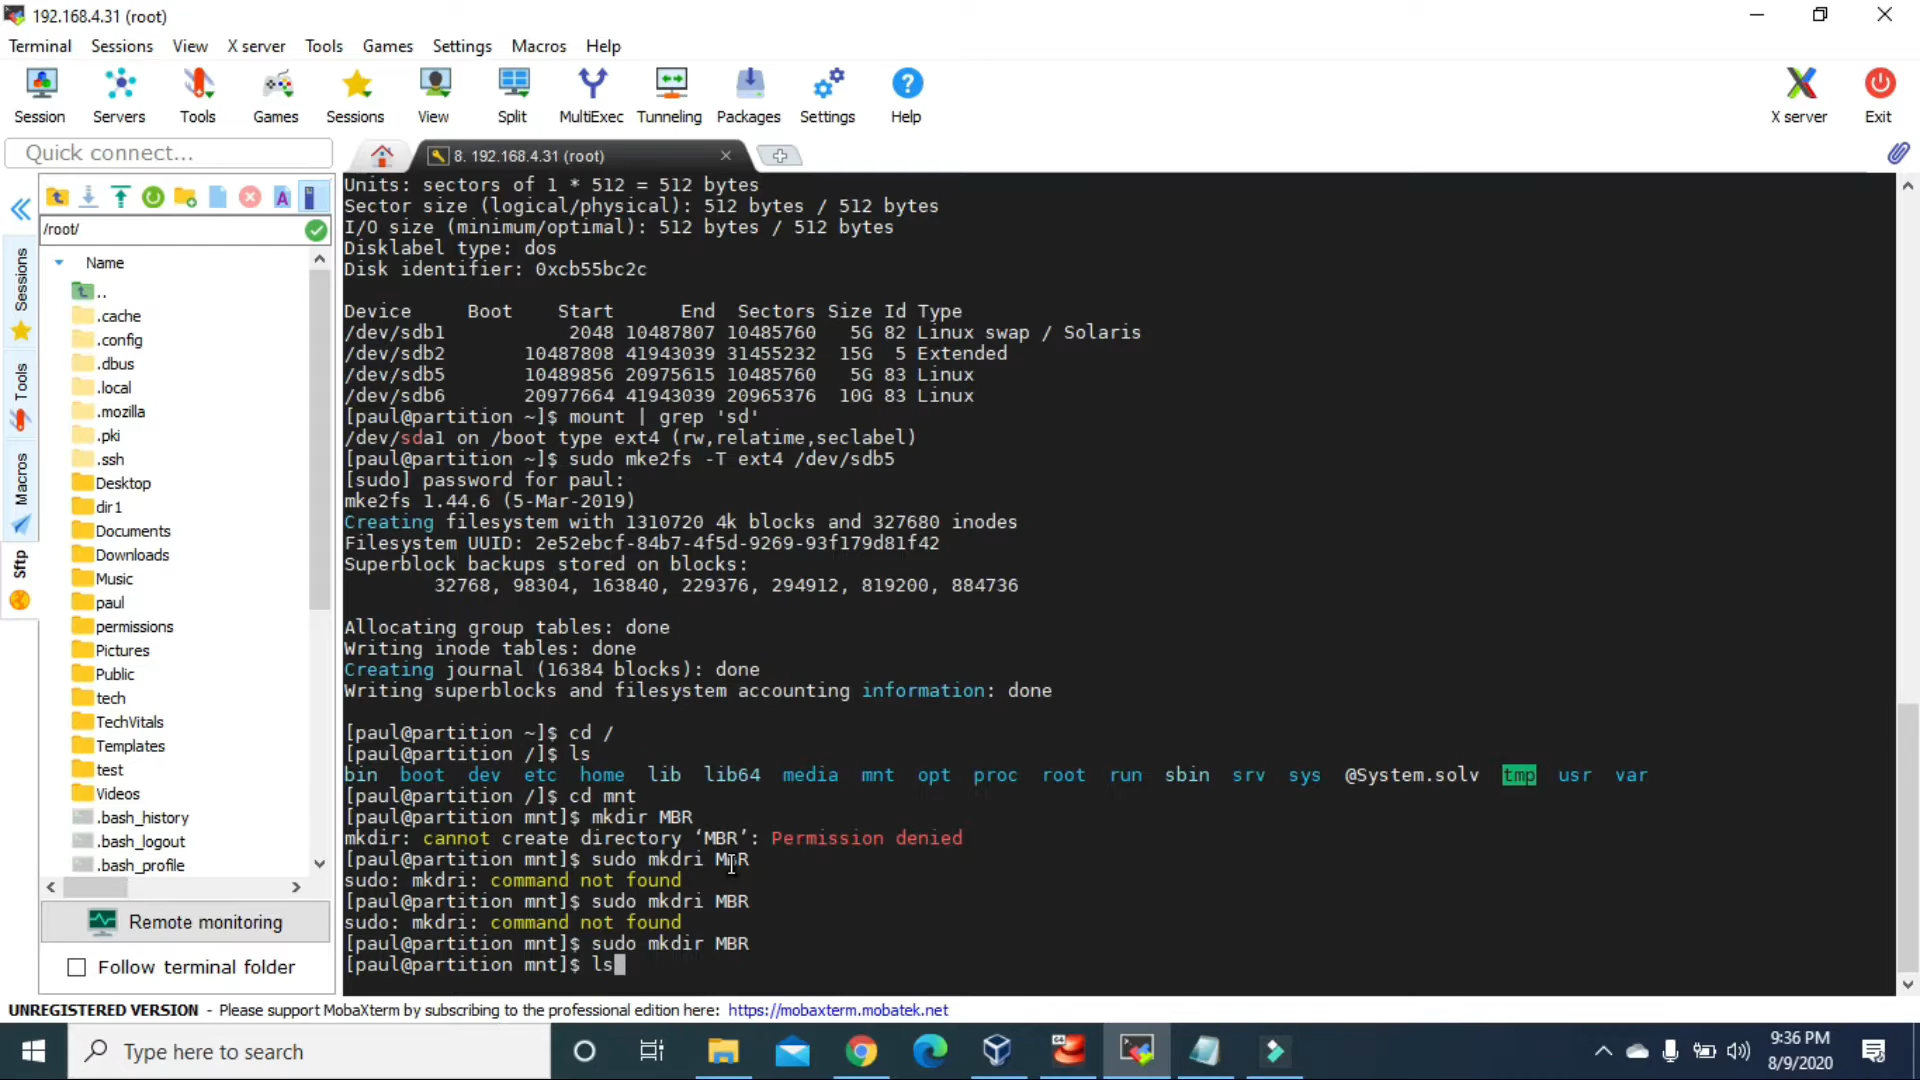 192.168.4.31 (root)
Terminal Sessions View X server Tools Games Settings Macros Help
Session Servers Tools Games Sessions View Split MultiExec Tunneling Packages Settings Help X server Exit
Quick connect...
8. 192.168.4.31 (root)
/root/
Name
..
.cache
.config
.dbus
.local
.mozilla
.pki
.ssh
Desktop
dir1
Documents
Downloads
Music
paul
permissions
Pictures
Public
tech
TechVitals
Templates
test
Videos
.bash_history
.bash_logout
.bash_profile
Sessions
Tools
Macros
Sftp
Remote monitoring
Follow terminal folder
Units: sectors of 1 * 512 = 512 bytes
Sector size (logical/physical): 512 bytes / 512 bytes
I/O size (minimum/optimal): 512 bytes / 512 bytes
Disklabel type: dos
Disk identifier: 0xcb55bc2c
Device Boot Start End Sectors Size Id Type
/dev/sdb1 2048 10487807 10485760 5G 82 Linux swap / Solaris
/dev/sdb2 10487808 41943039 31455232 15G 5 Extended
/dev/sdb5 10489856 20975615 10485760 5G 83 Linux
/dev/sdb6 20977664 41943039 20965376 10G 83 Linux
[paul@partition ~]$ mount | grep 'sd'
/dev/sda1 on /boot type ext4 (rw,relatime,seclabel)
[paul@partition ~]$ sudo mke2fs -T ext4 /dev/sdb5
[sudo] password for paul:
mke2fs 1.44.6 (5-Mar-2019)
Creating filesystem with 1310720 4k blocks and 327680 inodes
Filesystem UUID: 2e52ebcf-84b7-4f5d-9269-93f179d81f42
Superblock backups stored on blocks:
32768, 98304, 163840, 229376, 294912, 819200, 884736
Allocating group tables: done
Writing inode tables: done
Creating journal (16384 blocks): done
Writing superblocks and filesystem accounting information: done
[paul@partition ~]$ cd /
[paul@partition /]$ ls
bin boot dev etc home lib lib64 media mnt opt proc root run sbin srv sys @System.solv tmp usr var
[paul@partition /]$ cd mnt
[paul@partition mnt]$ mkdir MBR
mkdir: cannot create directory ‘MBR’: Permission denied
[paul@partition mnt]$ sudo mkdri MBR
sudo: mkdri: command not found
[paul@partition mnt]$ sudo mkdri MBR
sudo: mkdri: command not found
[paul@partition mnt]$ sudo mkdir MBR
[paul@partition mnt]$ ls
UNREGISTERED VERSION - Please support MobaXterm by subscribing to the professional edition here: https://mobaxterm.mobatek.net
Type here to search
9:36 PM
8/9/2020